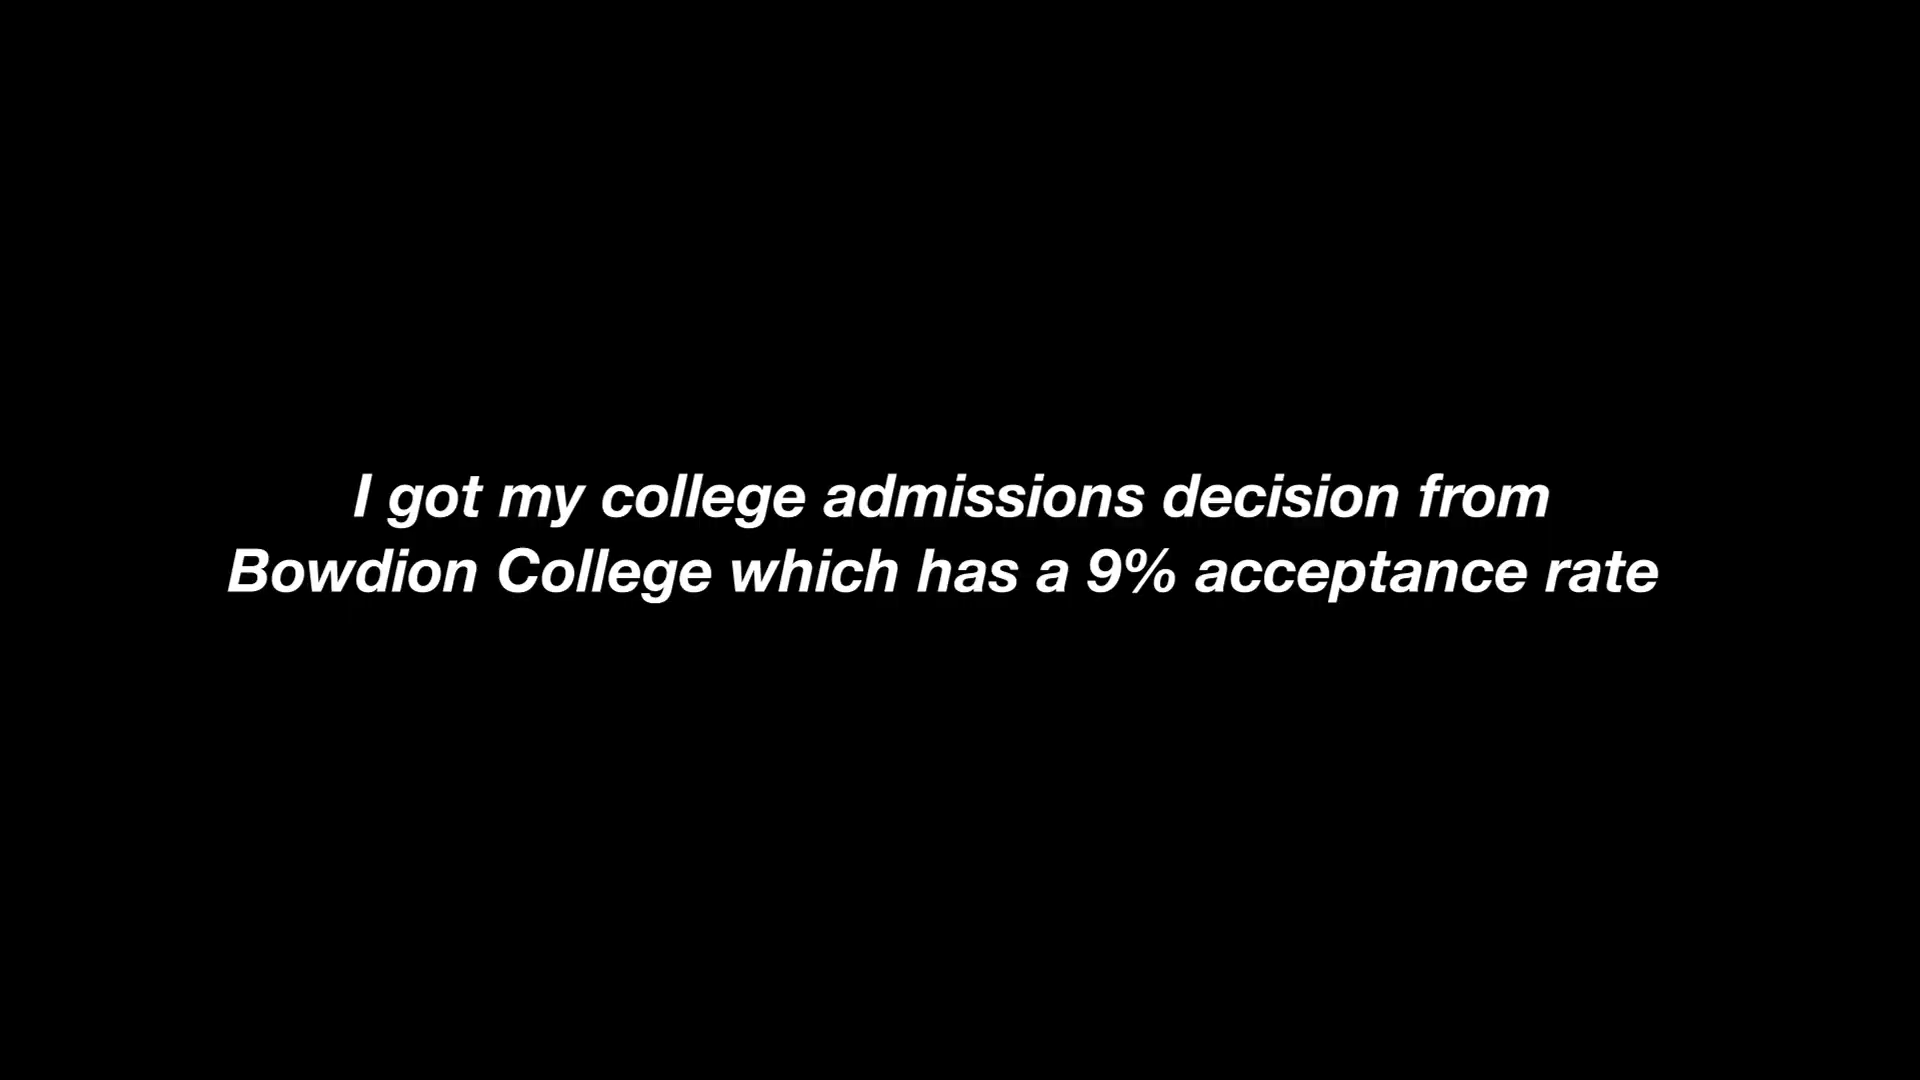 I got my college admissions decision from
Bowdion College which has a 9% acceptance rate